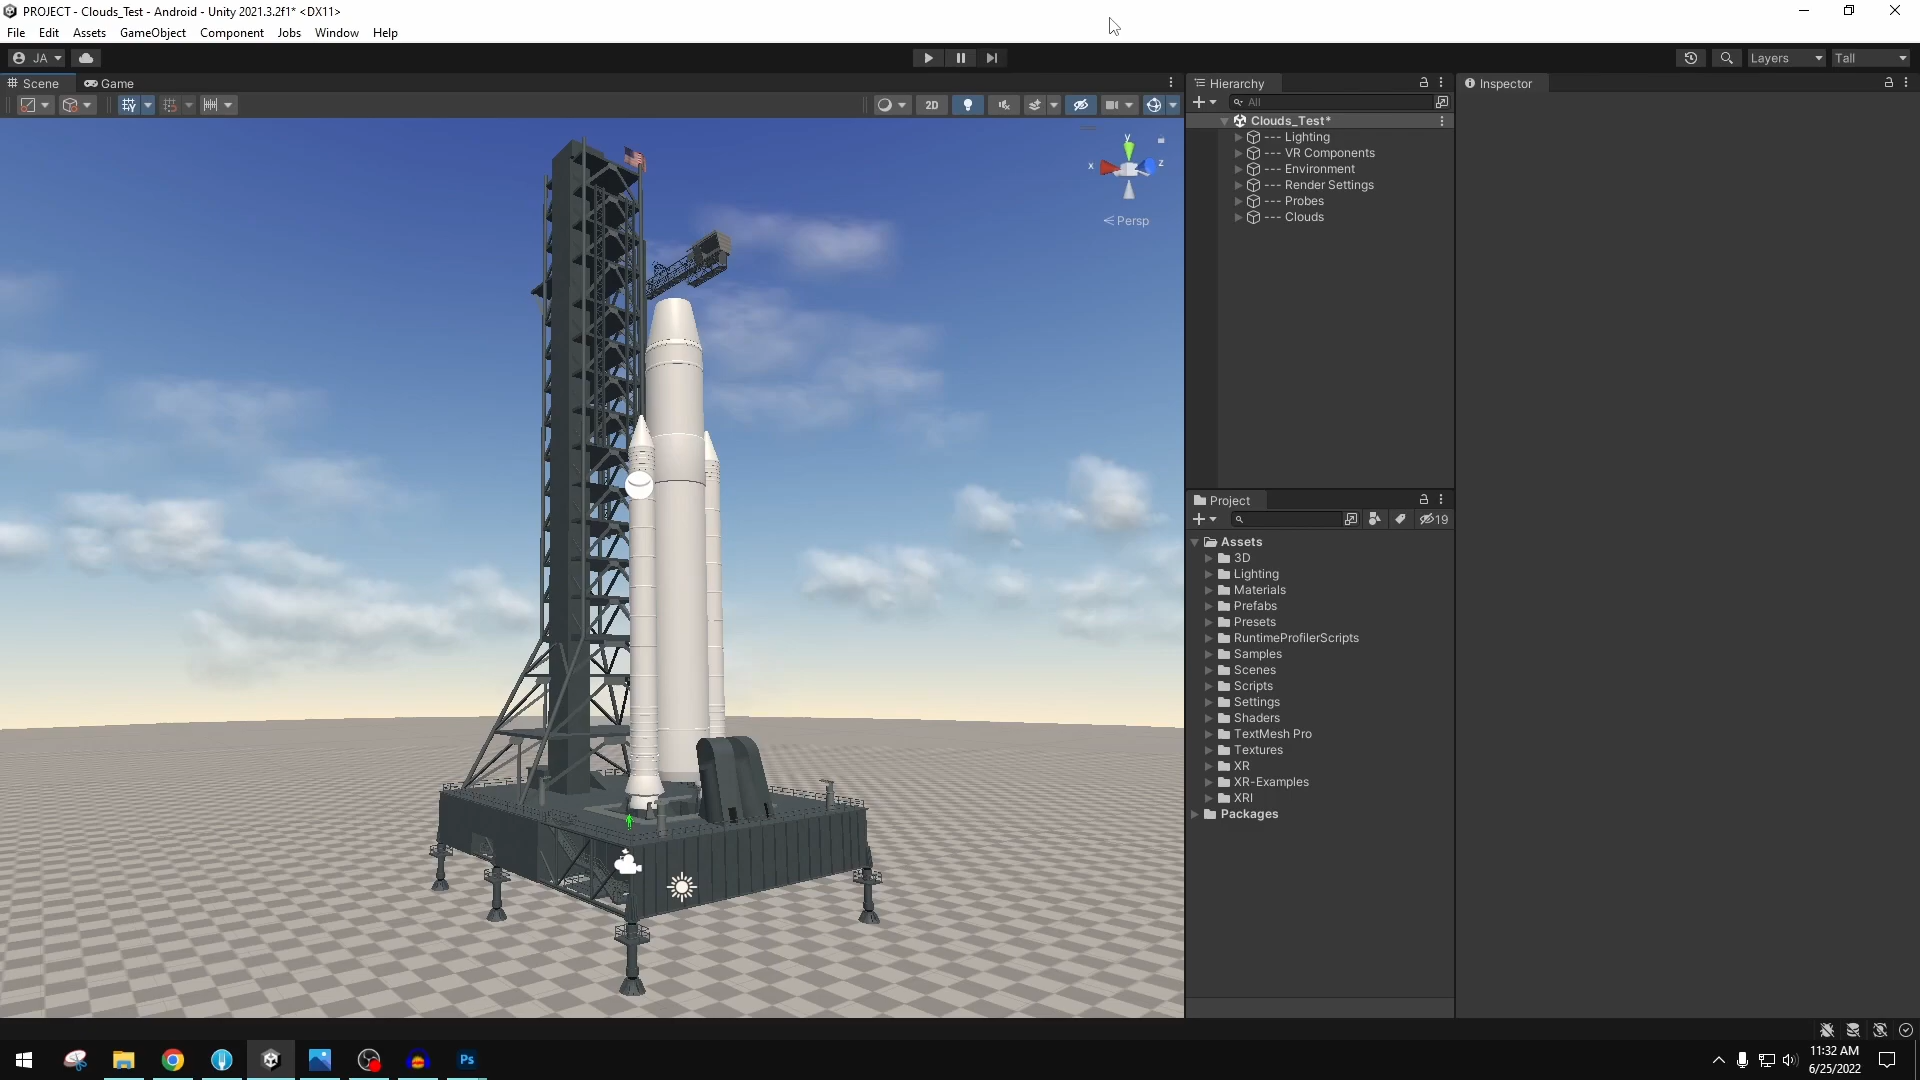 PROJECT - Clouds_Test - Android - Unity 2021.3.2f1* <DX11>
File Edit Assets GameObject Component Jobs Window Help
JA Layers Tall
Scene Game Hierarchy Inspector
2D All
Clouds_Test*
--- Lighting
--- VR Components
--- Environment
--- Render Settings
--- Probes
--- Clouds
y
x z
Persp
Project
19
Assets
3D
Lighting
Materials
Prefabs
Presets
RuntimeProfilerScripts
Samples
Scenes
Scripts
Settings
Shaders
TextMesh Pro
Textures
XR
XR-Examples
XRI
Packages
Ps
11:32 AM
6/25/2022